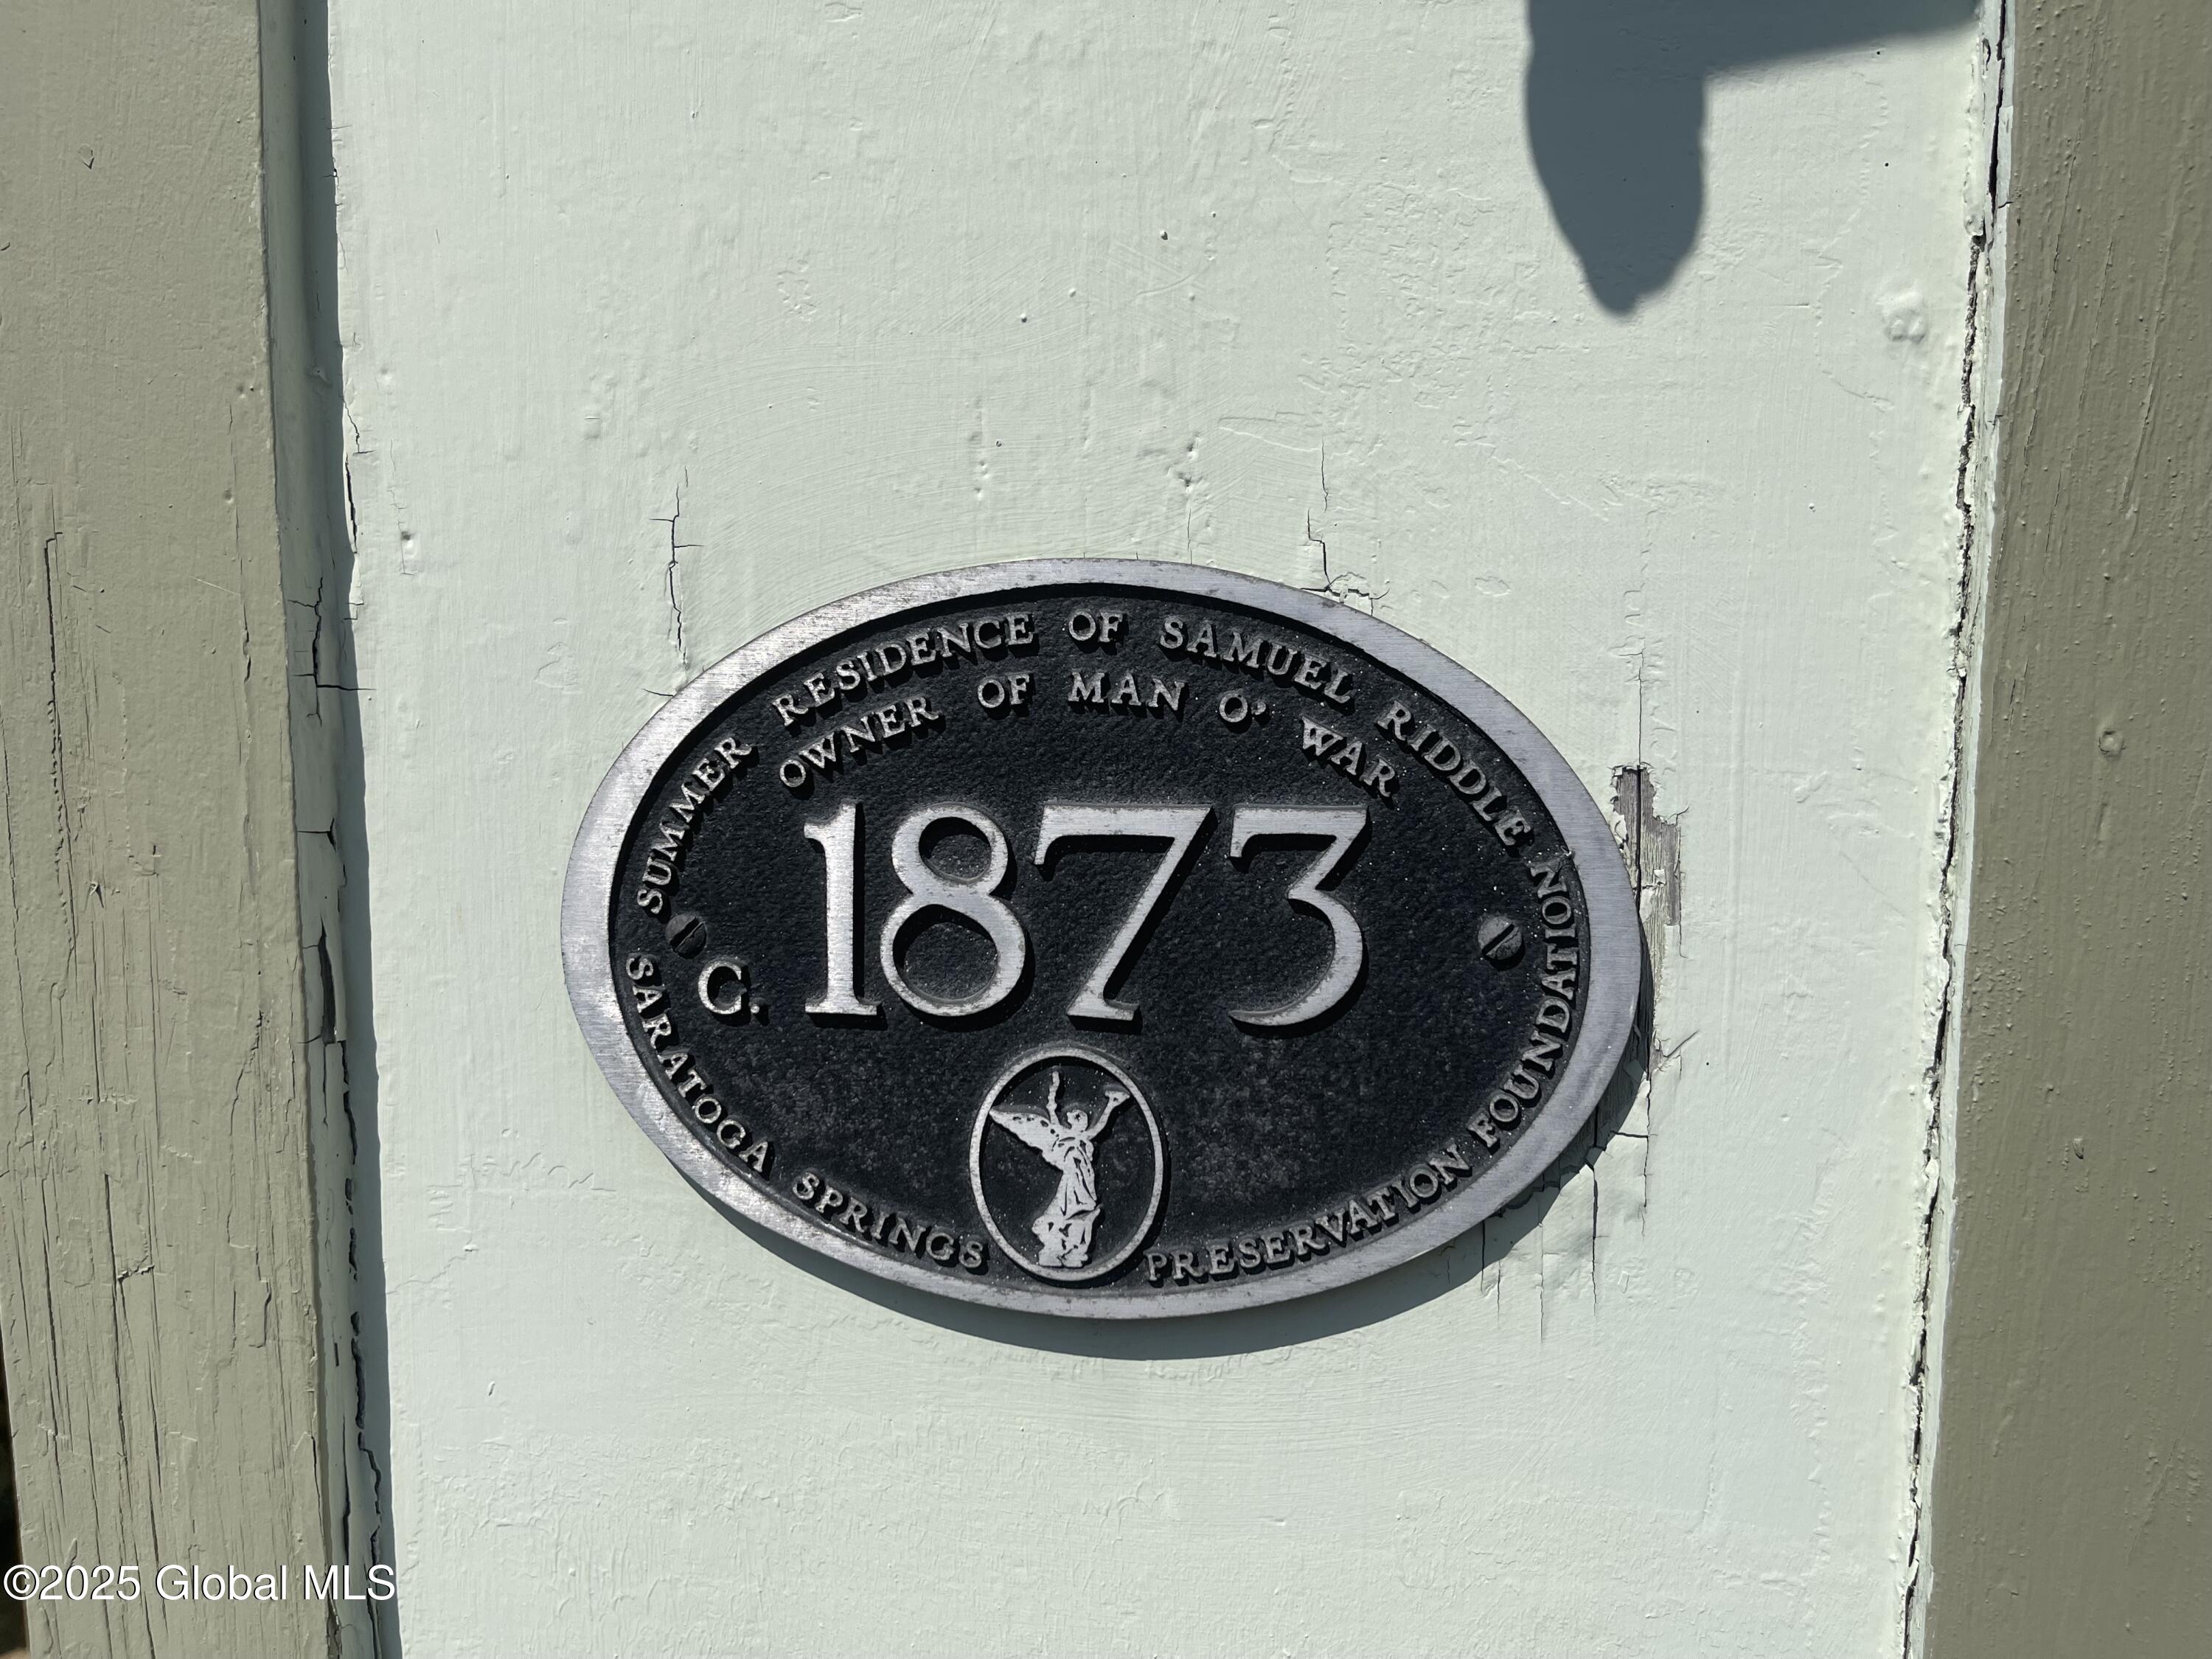 SUMMER RESIDENCE OF SAMUEL RIDDLE
OWNER OF MAN O' WAR
C. 1873
SARATOGA SPRINGS PRESERVATION FOUNDATION
©2025 Global MLS